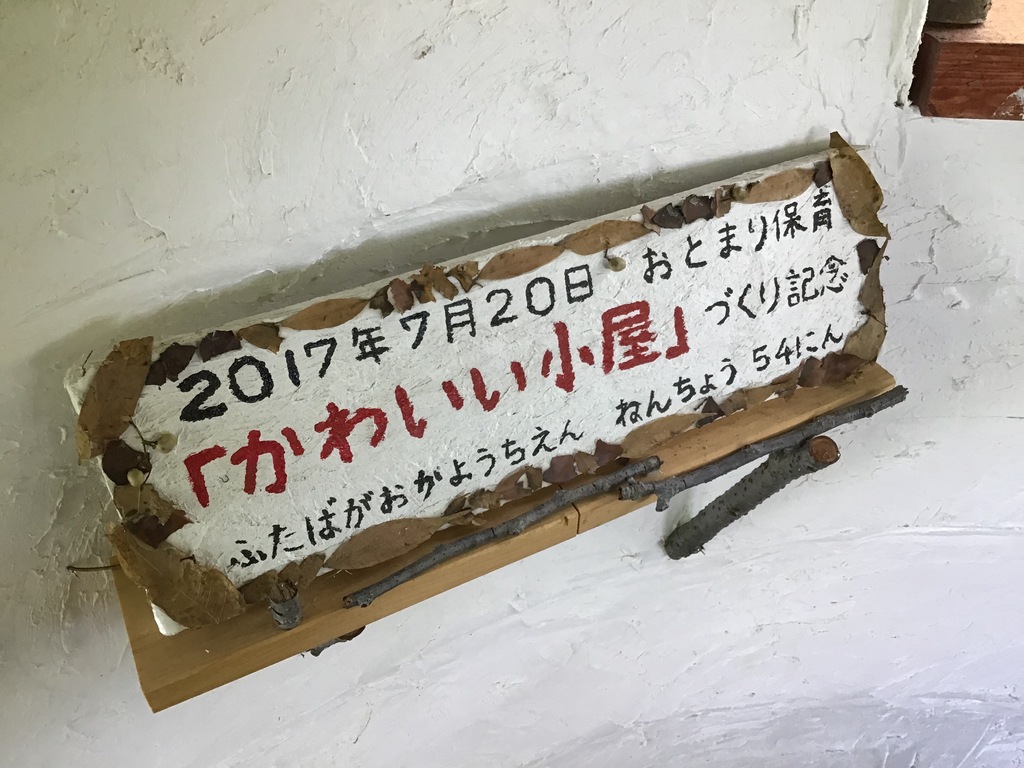 2017年7月20日 おとまり保育
「かわいい小屋」づくり記念
ふたばがおがようちえん ねんちょう 54にん